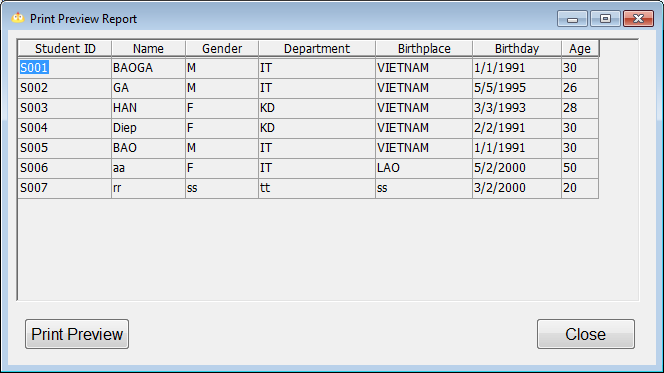 Print Preview Report
Student ID Name Gender Department Birthplace Birthday Age
S001 BAOGA M IT VIETNAM 1/1/1991 30
S002 GA M IT VIETNAM 5/5/1995 26
S003 HAN F KD VIETNAM 3/3/1993 28
S004 Diep F KD VIETNAM 2/2/1991 30
S005 BAO M IT VIETNAM 1/1/1991 30
S006 aa F IT LAO 5/2/2000 50
S007 rr ss tt ss 3/2/2000 20
Print Preview Close